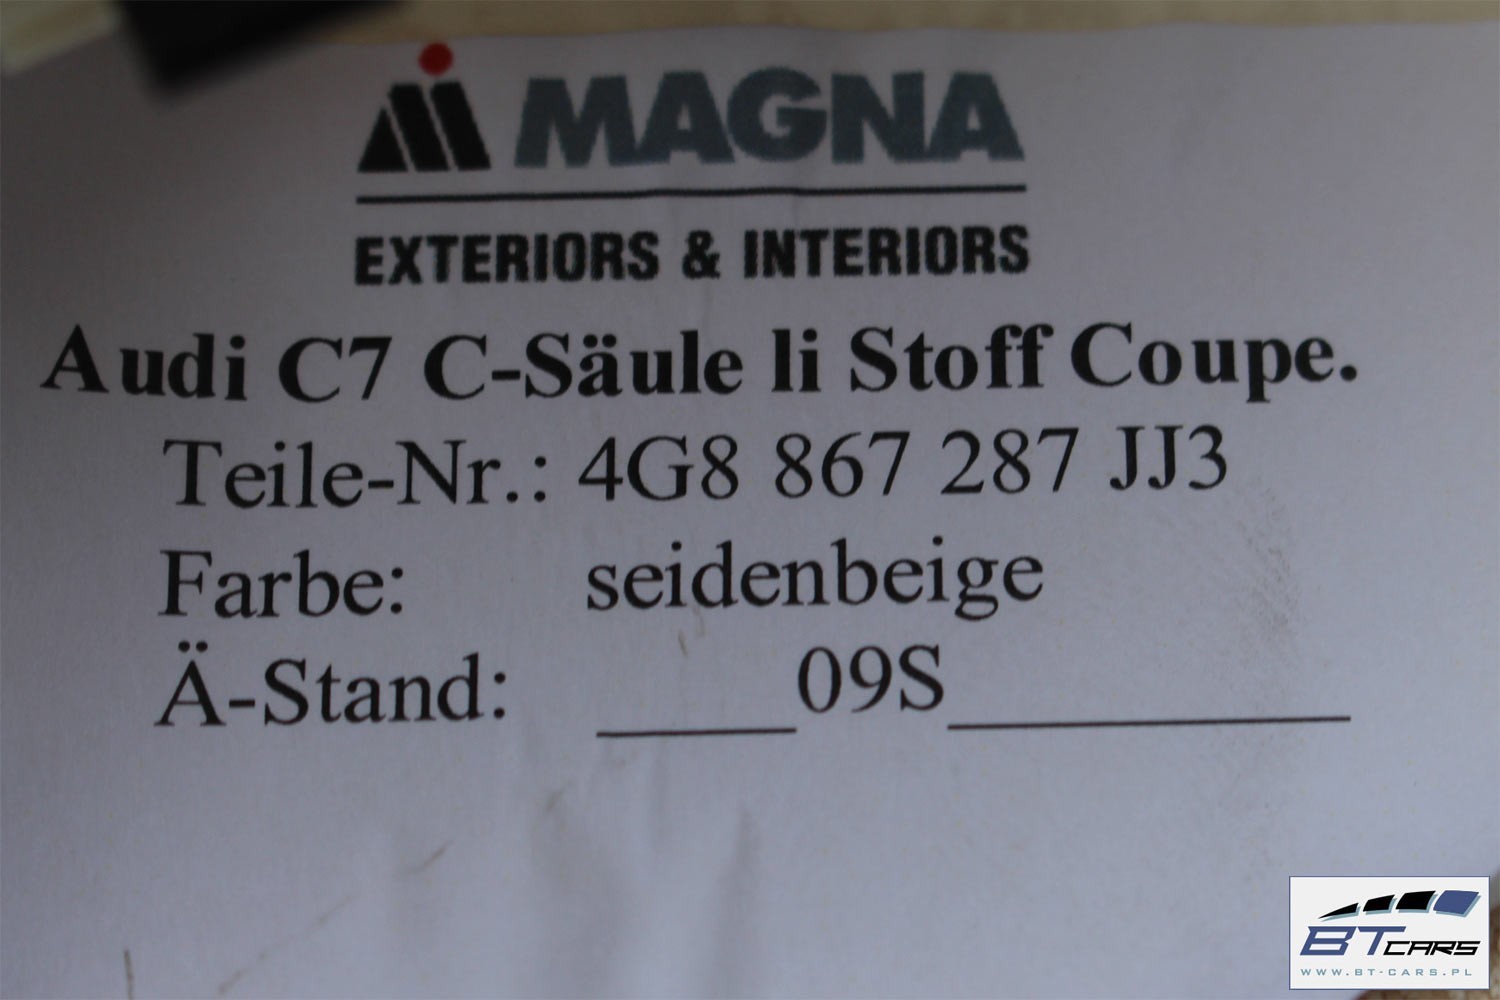 MAGNA
EXTERIORS & INTERIORS
Audi C7 C-Säule li Stoff Coupe.
Teile-Nr.: 4G8 867 287 JJ3
Farbe: seidenbeige
Ä-Stand: ____09S________
BT CARS
WWW.BT-CARS.PL